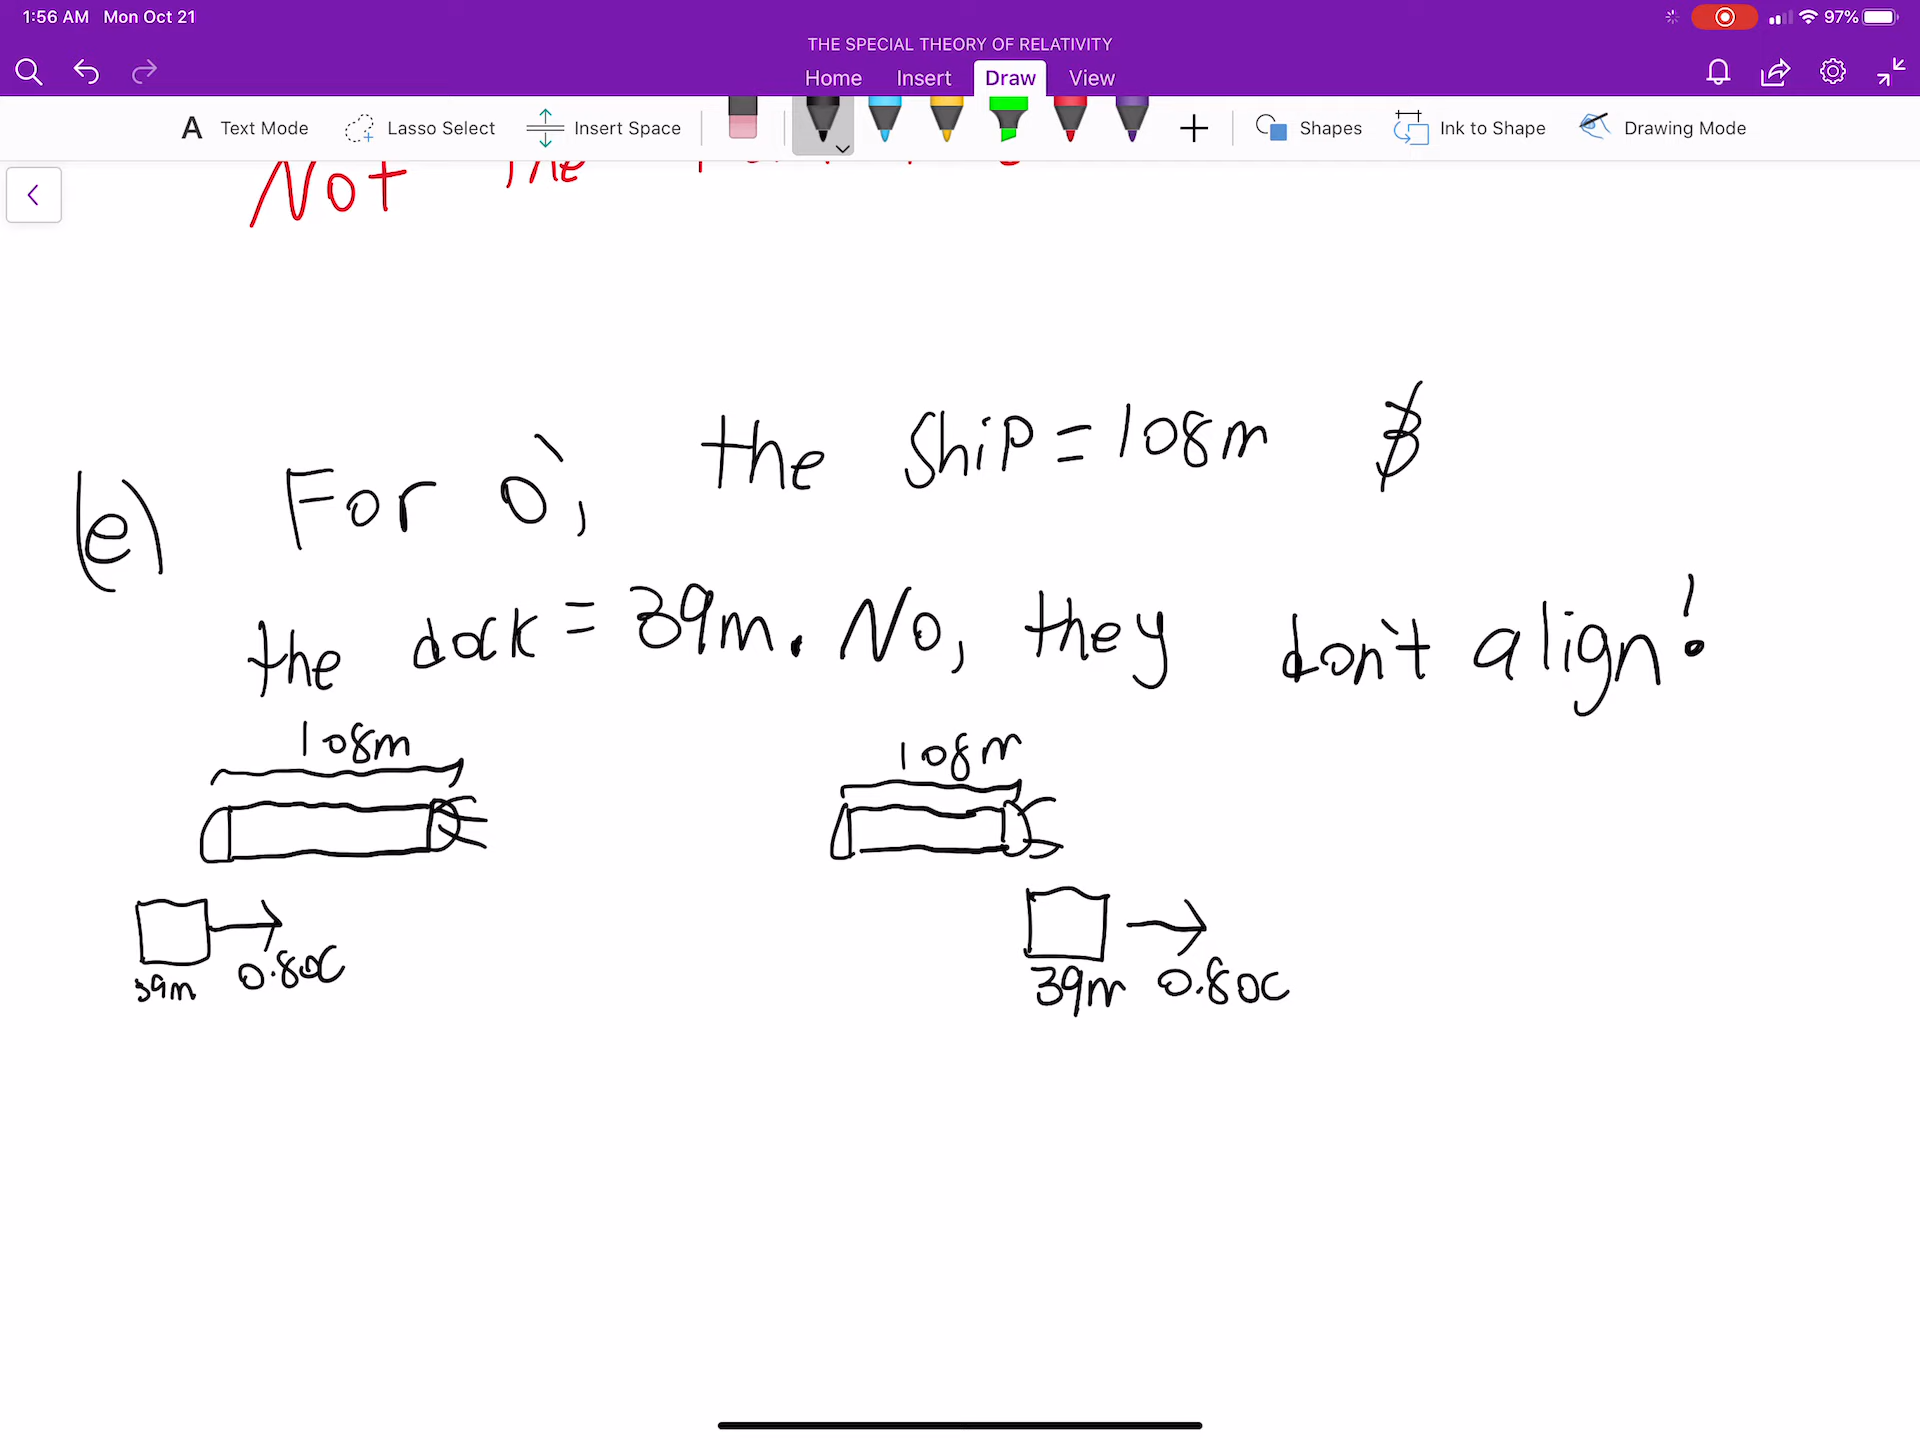 1:56 AM Mon Oct 21
97%
THE SPECIAL THEORY OF RELATIVITY
Home Insert Draw View
A Text Mode Lasso Select Insert Space Shapes Ink to Shape Drawing Mode
Not the
(e) For O', the Ship = 108m &
the dock = 39m. No, they don't align!
108m 108m
0.80C
39m
39m 0.80C